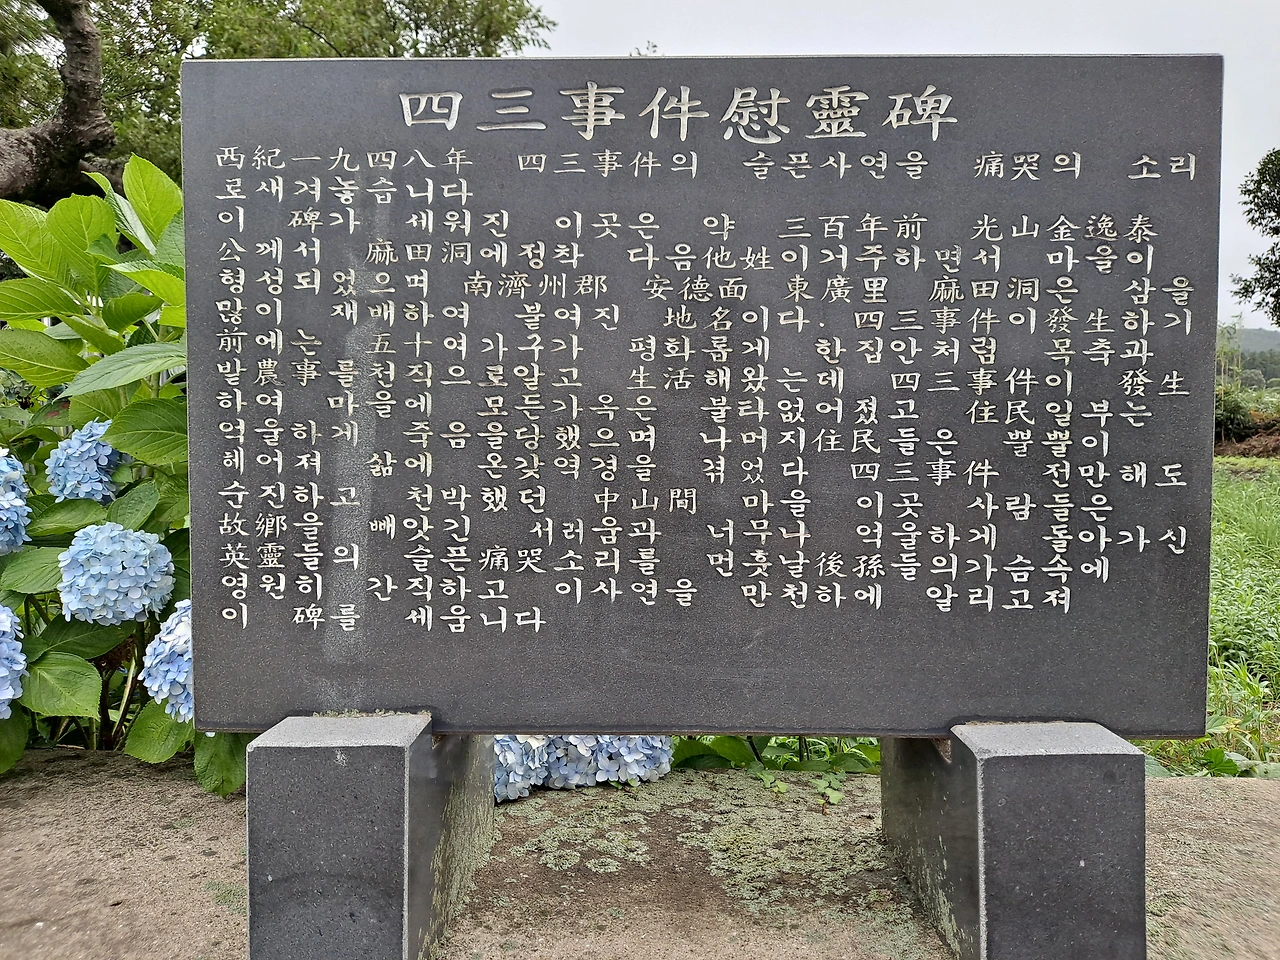 四三事件慰靈碑
西紀一九四八年 四三事件의 슬픈사연을 痛哭의 소리
로새겨놓슴니다
이 碑가 세워진 이곳은 약 三百年前 光山金逸泰
公께서 麻田洞에정착 다음他姓이거주하면서 마을이
형성되었으며 南濟州郡 安德面 東廣里 麻田洞은 삼을
많이 재배하여 붙여진 地名이다. 四三事件이發生하기
前에는 五十여가구가 평화롭게 한집안처럼 목축과
밭農事를천직으로알고 生活해왔는데 四三事件이 發生
하여 마을에 모든가옥은 불타없어졌고 住民일부는
억울하게 죽음을당했으며 나머지住民들은 뿔뿔이
헤어져 삶에 온갖역경을 겪었다 四三事件 전만해도
순진하고 천박했던 中山間 마을 이곳 사람들은
故鄕을 빼앗긴 서러움과 너무나 억울하게 돌아가신
英靈들의 슬픈痛哭소리를 먼훗날後孫들의가슴속에
영원히 간직하고 이사연을 만천하에 알리고져
이 碑를 세움니다